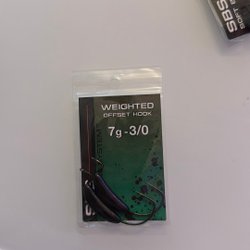 WEIGHTED
OFFSET HOOK
7g - 3/0
SBS